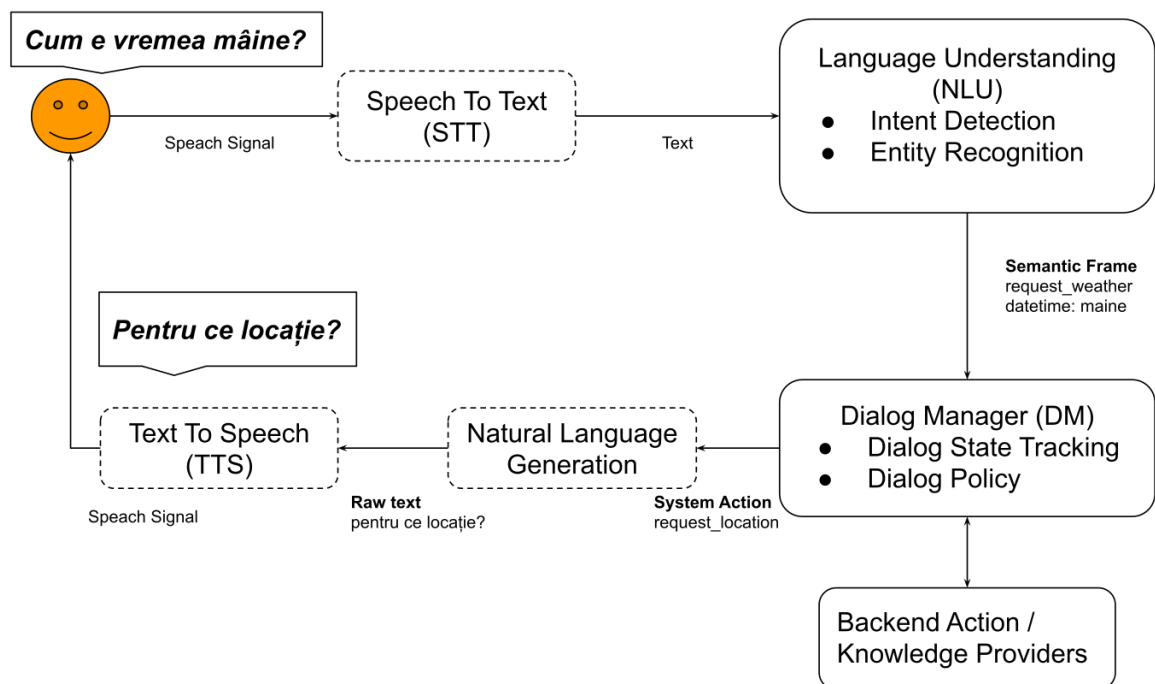 Cum e vremea mâine?
Speech To Text
(STT)
Speach Signal
Text
Language Understanding
(NLU)
● Intent Detection
● Entity Recognition
Semantic Frame
request_weather
datetime: maine
Pentru ce locație?
Dialog Manager (DM)
● Dialog State Tracking
● Dialog Policy
Natural Language
Generation
Text To Speech
(TTS)
System Action
request_location
Raw text
pentru ce locație?
Speach Signal
Backend Action /
Knowledge Providers